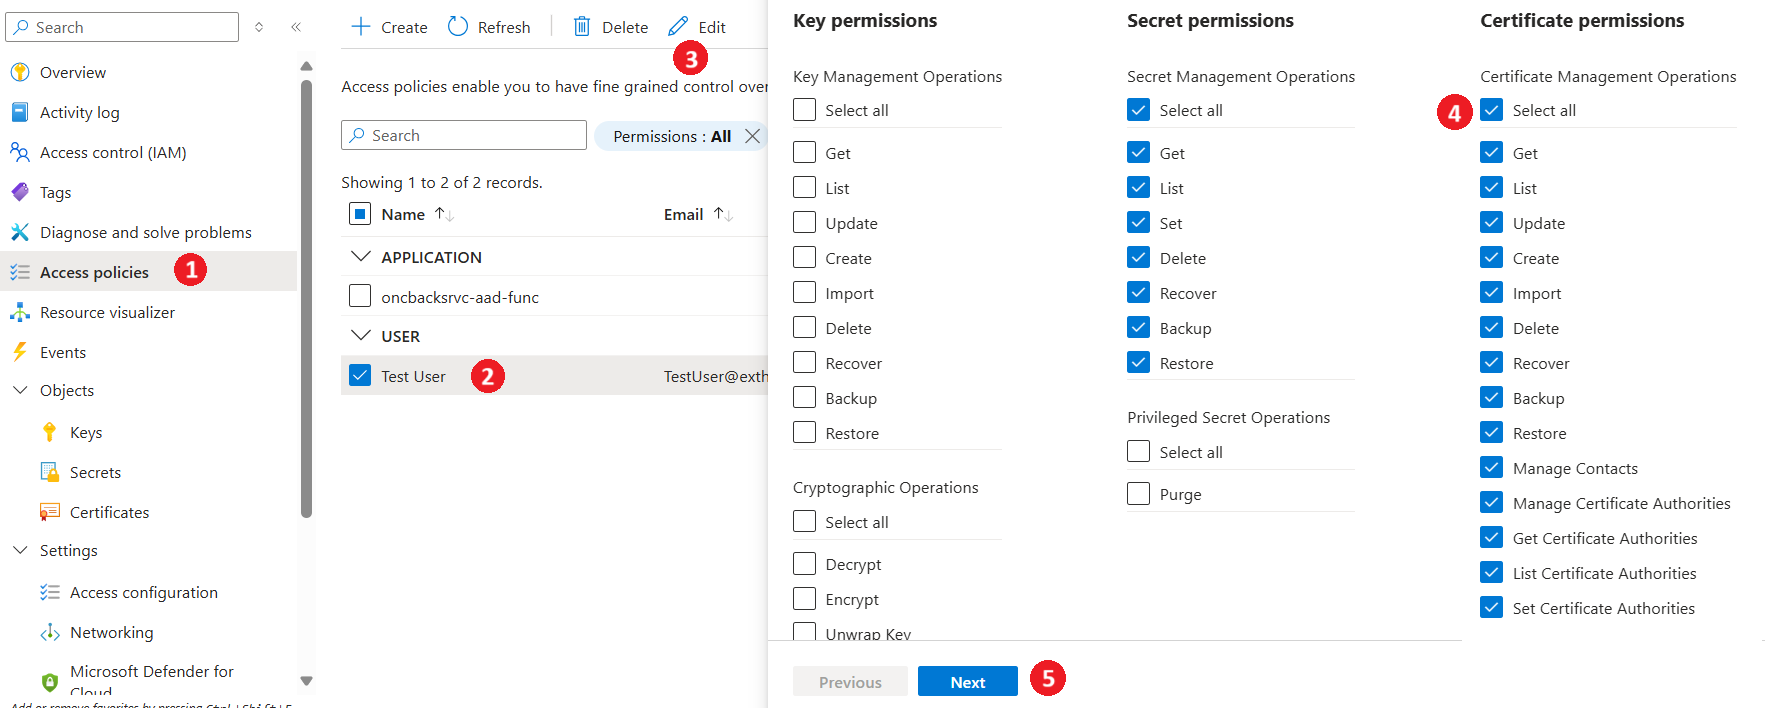 Search
Overview
Activity log
Access control (IAM)
Tags
Diagnose and solve problems
Access policies 1
Resource visualizer
Events
Objects
Keys
Secrets
Certificates
Settings
Access configuration
Networking
Microsoft Defender for
Cloud
Add or remove favorites by pressing Ctrl+Shift+F
Create Refresh Delete Edit
3
Access policies enable you to have fine grained control over
Search Permissions : All
Showing 1 to 2 of 2 records.
Name Email
APPLICATION
oncbacksrvc-aad-func
USER
Test User 2 TestUser@exth
Key permissions
Key Management Operations
Select all
Get
List
Update
Create
Import
Delete
Recover
Backup
Restore
Cryptographic Operations
Select all
Decrypt
Encrypt
Unwrap Key
Secret permissions
Secret Management Operations
Select all
Get
List
Set
Delete
Recover
Backup
Restore
Privileged Secret Operations
Select all
Purge
Certificate permissions
Certificate Management Operations
4 Select all
Get
List
Update
Create
Import
Delete
Recover
Backup
Restore
Manage Contacts
Manage Certificate Authorities
Get Certificate Authorities
List Certificate Authorities
Set Certificate Authorities
Previous Next 5